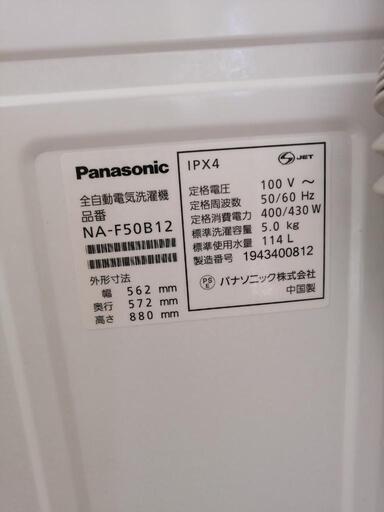 Panasonic
全自動電気洗濯機
品番
NA-F50B12
外形寸法
幅 562 mm
奥行 572 mm
高さ 880 mm
IPX4
JET
定格電圧 100 V ～
定格周波数 50/60 Hz
定格消費電力 400/430 W
標準洗濯容量 5.0 kg
標準使用水量 114 L
製造番号 1943400812
PS
E
パナソニック株式会社
中国製